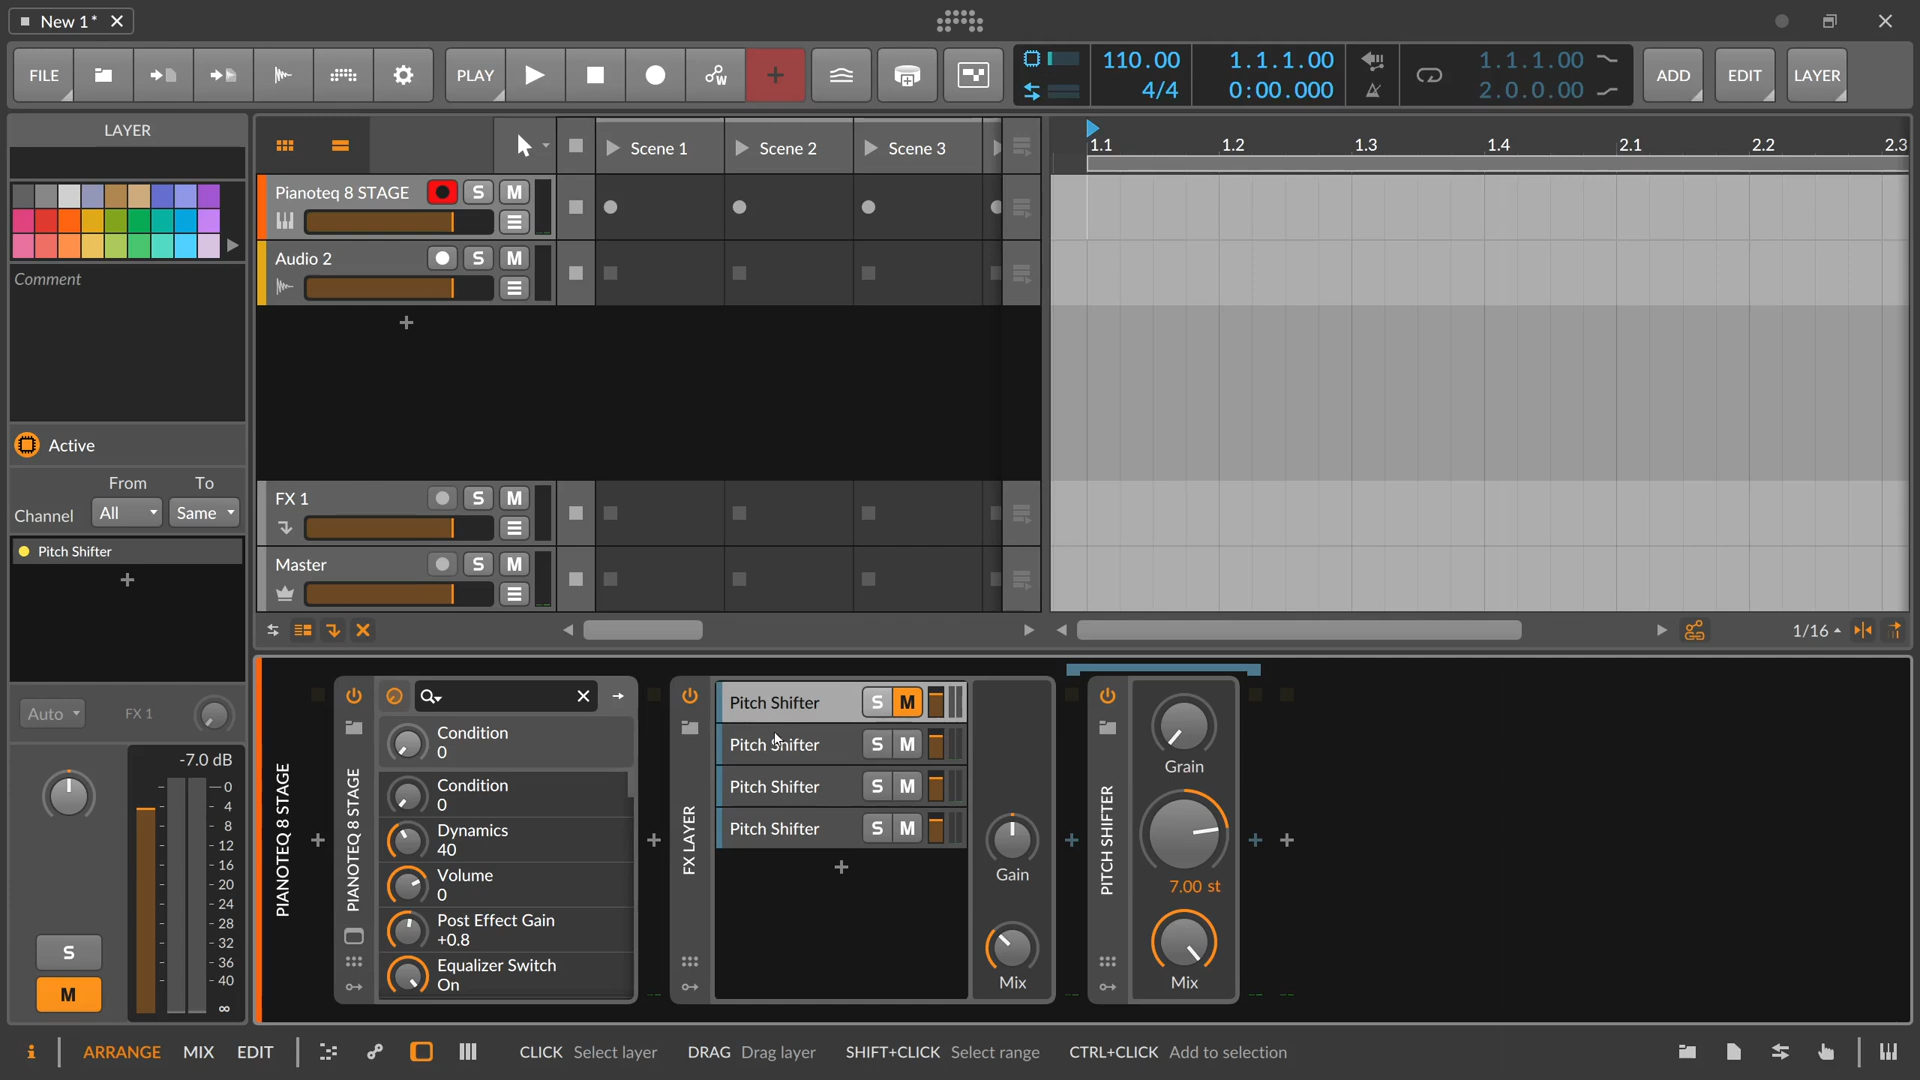 New 1*
FILE
PLAY
110.00
4/4
1.1.1.00
0:00.000
1.1.1.00
2.0.0.00
ADD
EDIT
LAYER
LAYER
Comment
Active
From To
Channel All Same
Pitch Shifter
Auto FX 1
-7.0 dB
0
4
8
12
16
20
24
28
32
36
40
∞
S
M
Scene 1
Scene 2
Scene 3
Pianoteq 8 STAGE S M
Audio 2 S M
FX 1 S M
Master S M
1.1 1.2 1.3 1.4 2.1 2.2 2.3
1/16
PIANOTEQ 8 STAGE
PIANOTEQ 8 STAGE
Condition
0
Condition
0
Dynamics
40
Volume
0
Post Effect Gain
+0.8
Equalizer Switch
On
FX LAYER
Pitch Shifter S M
Pitch Shifter S M
Pitch Shifter S M
Pitch Shifter S M
Gain
Mix
PITCH SHIFTER
Grain
7.00 st
Mix
i ARRANGE MIX EDIT
CLICK Select layer DRAG Drag layer SHIFT+CLICK Select range CTRL+CLICK Add to selection